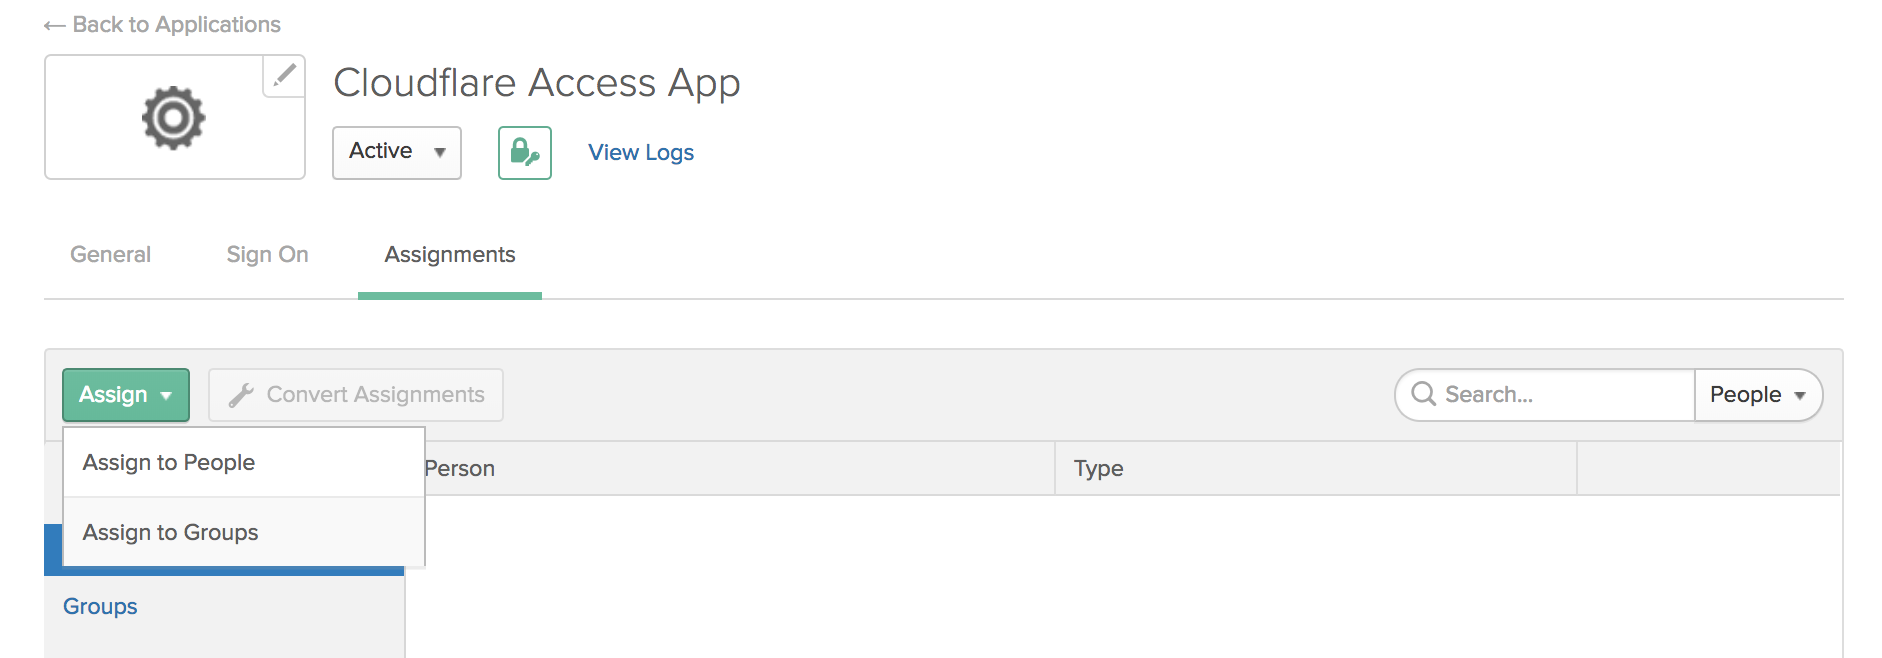 ← Back to Applications
Cloudflare Access App
Active
View Logs
General Sign On Assignments
Assign Convert Assignments Search... People
Assign to People
Person Type
Assign to Groups
Groups